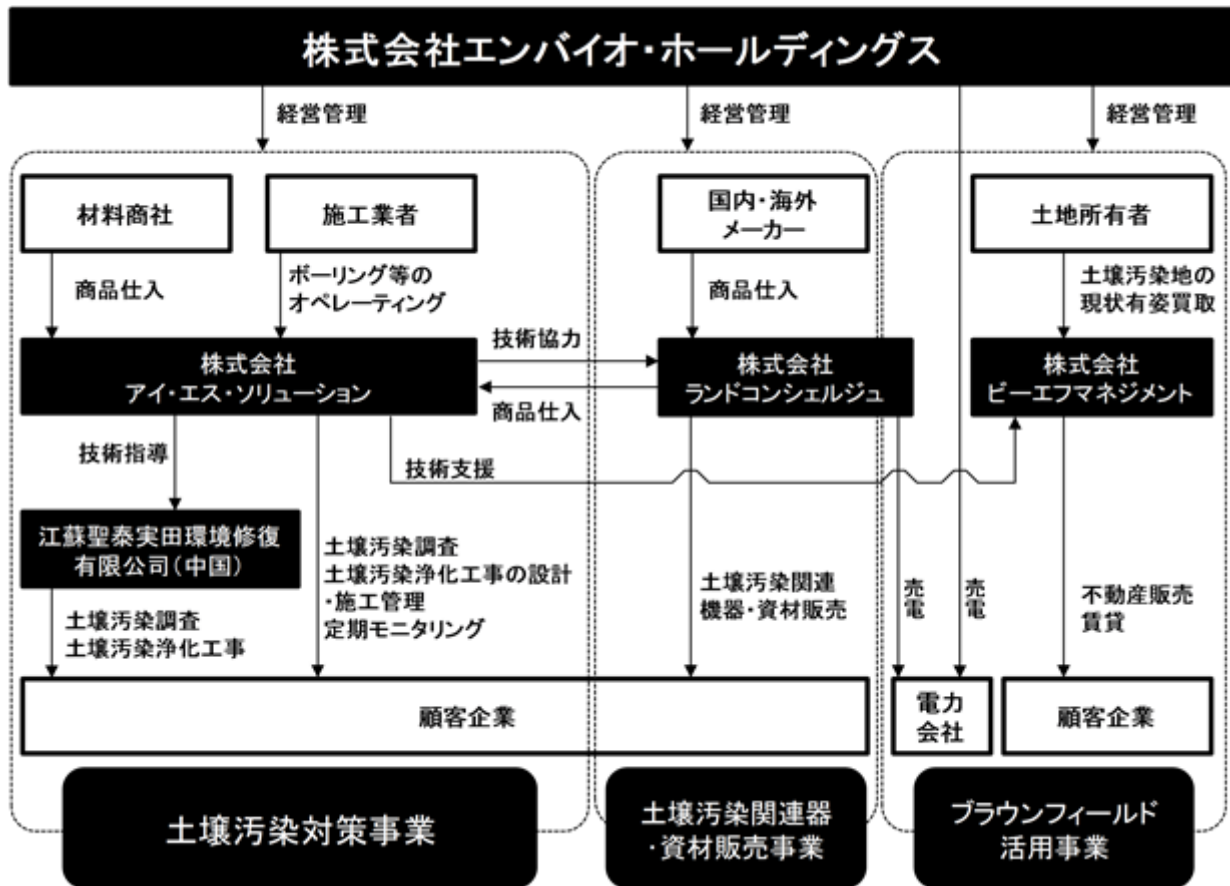 株式会社エンバイオ・ホールディングス
経営管理
経営管理
経営管理
材料商社
施工業者
国内・海外
メーカー
土地所有者
商品仕入
ボーリング等の
オペレーティング
商品仕入
土壌汚染地の
現状有姿買取
株式会社
アイ・エス・ソリューション
技術協力
商品仕入
株式会社
ランドコンシェルジュ
株式会社
ビーエフマネジメント
技術指導
技術支援
江蘇聖泰実田環境修復
有限公司(中国)
土壌汚染調査
土壌汚染浄化工事
土壌汚染調査
土壌汚染浄化工事の設計
・施工管理
定期モニタリング
土壌汚染関連
機器・資材販売
売電
売電
不動産販売
賃貸
顧客企業
電力
会社
顧客企業
土壌汚染対策事業
土壌汚染関連器
・資材販売事業
ブラウンフィールド
活用事業